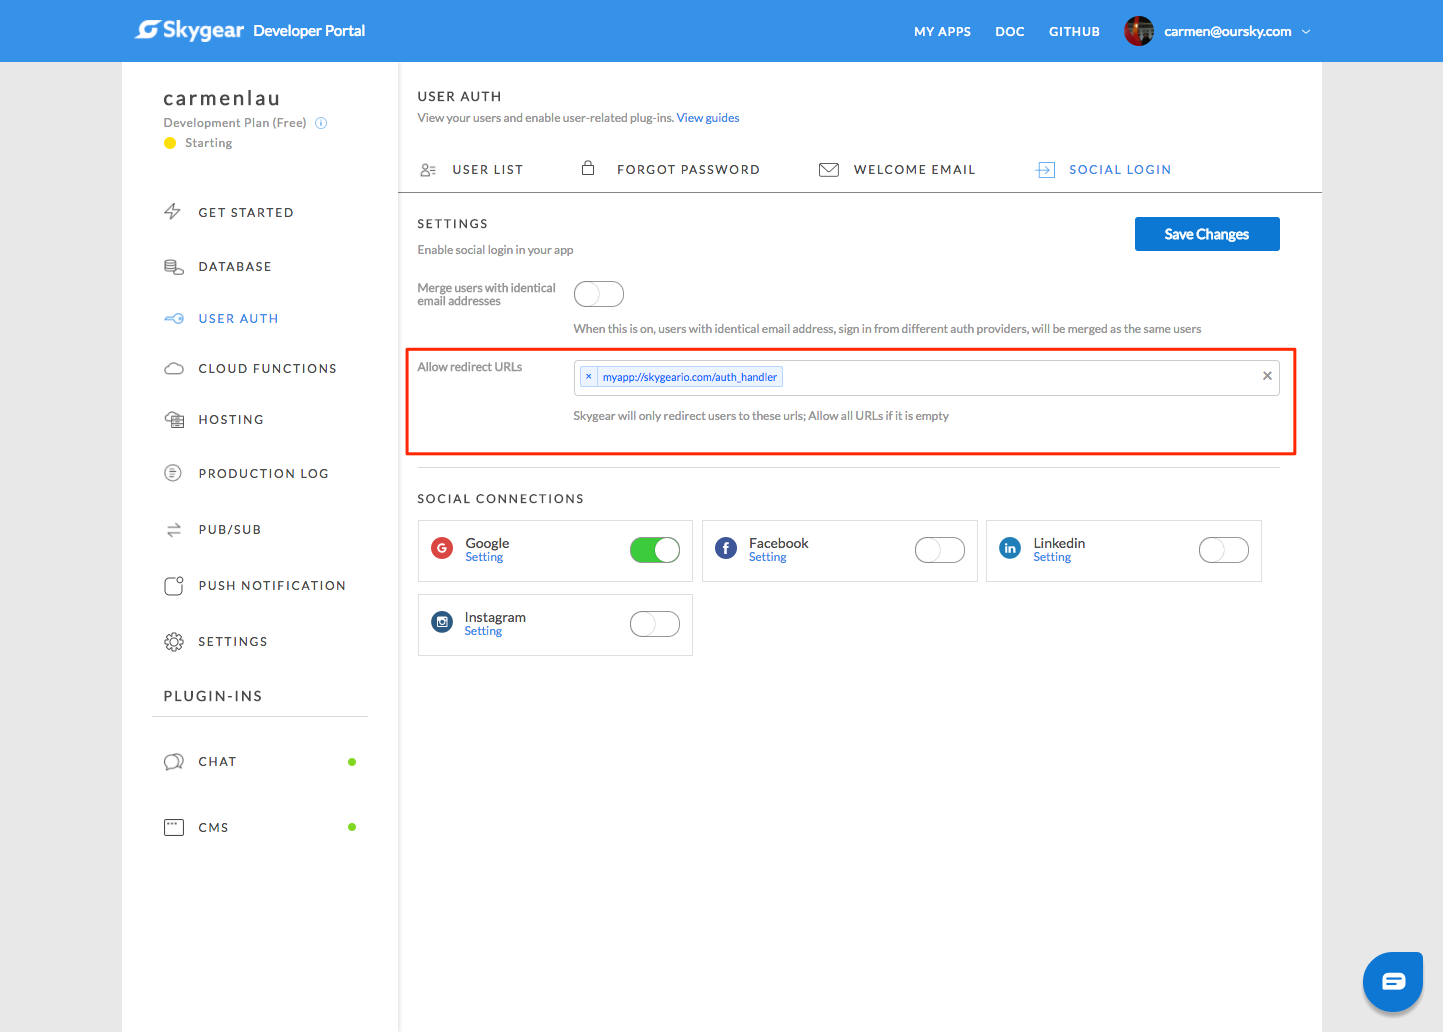 Skygear Developer Portal
MY APPS
DOC
GITHUB
carmen@oursky.com
carmenlau
Development Plan (Free)
Starting
GET STARTED
DATABASE
USER AUTH
CLOUD FUNCTIONS
HOSTING
PRODUCTION LOG
PUB/SUB
PUSH NOTIFICATION
SETTINGS
PLUGIN-INS
CHAT
CMS
USER AUTH
View your users and enable user-related plug-ins. View guides
USER LIST
FORGOT PASSWORD
WELCOME EMAIL
SOCIAL LOGIN
SETTINGS
Enable social login in your app
Save Changes
Merge users with identical
email addresses
When this is on, users with identical email address, sign in from different auth providers, will be merged as the same users
Allow redirect URLs
× myapp://skygeario.com/auth_handler ×
Skygear will only redirect users to these urls; Allow all URLs if it is empty
SOCIAL CONNECTIONS
Google
Setting
Facebook
Setting
Linkedin
Setting
Instagram
Setting